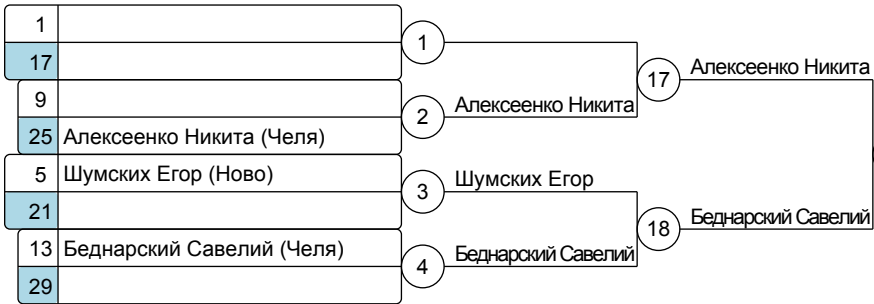 1
17
1
9
25 Алексеенко Никита (Челя)
2
Алексеенко Никита
17
Алексеенко Никита
5 Шумских Егор (Ново)
21
3
Шумских Егор
13 Беднарский Савелий (Челя)
29
4
Беднарский Савелий
18
Беднарский Савелий